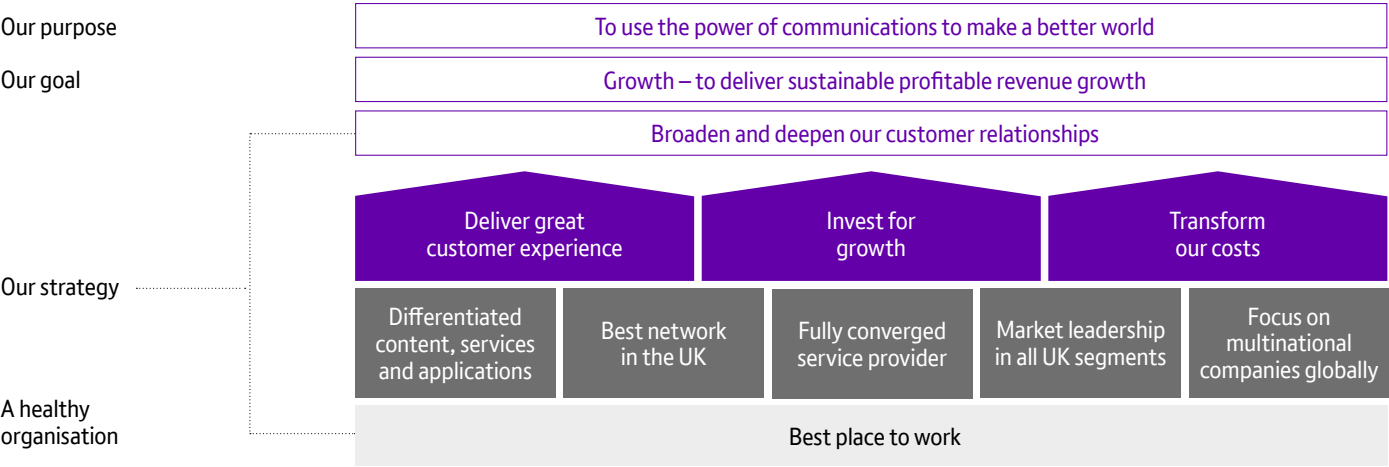 Our purpose
To use the power of communications to make a better world
Our goal
Growth – to deliver sustainable profitable revenue growth
Broaden and deepen our customer relationships
Deliver great
customer experience
Invest for
growth
Transform
our costs
Our strategy
Differentiated
content, services
and applications
Best network
in the UK
Fully converged
service provider
Market leadership
in all UK segments
Focus on
multinational
companies globally
A healthy
organisation
Best place to work